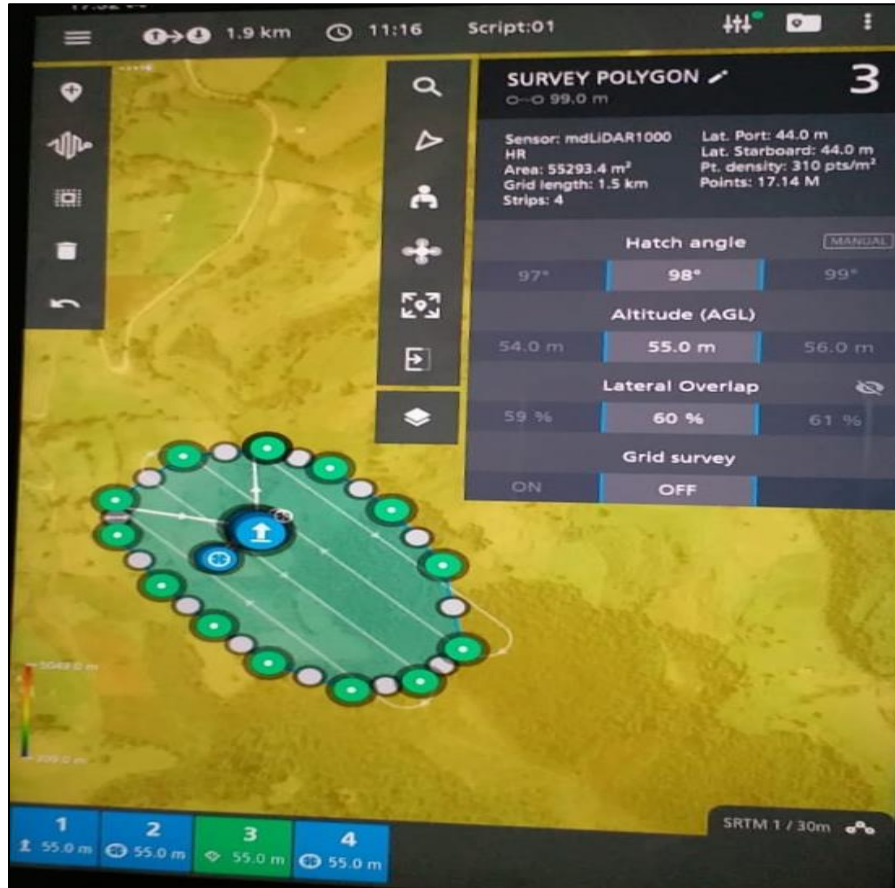 1.9 km 11:16 Script:01
SURVEY POLYGON 3
99.0 m
Sensor: mdLiDAR1000 HR
Area: 55293.4 m²
Grid length: 1.5 km
Strips: 4
Lat. Port: 44.0 m
Lat. Starboard: 44.0 m
Pt. density: 310 pts/m²
Points: 17.14 M
Hatch angle MANUAL
97° 98° 99°
Altitude (AGL)
54.0 m 55.0 m 56.0 m
Lateral Overlap
59 % 60 % 61 %
Grid survey
ON OFF
1 2 3 4
55.0 m 55.0 m 55.0 m 55.0 m
SRTM 1 / 30m